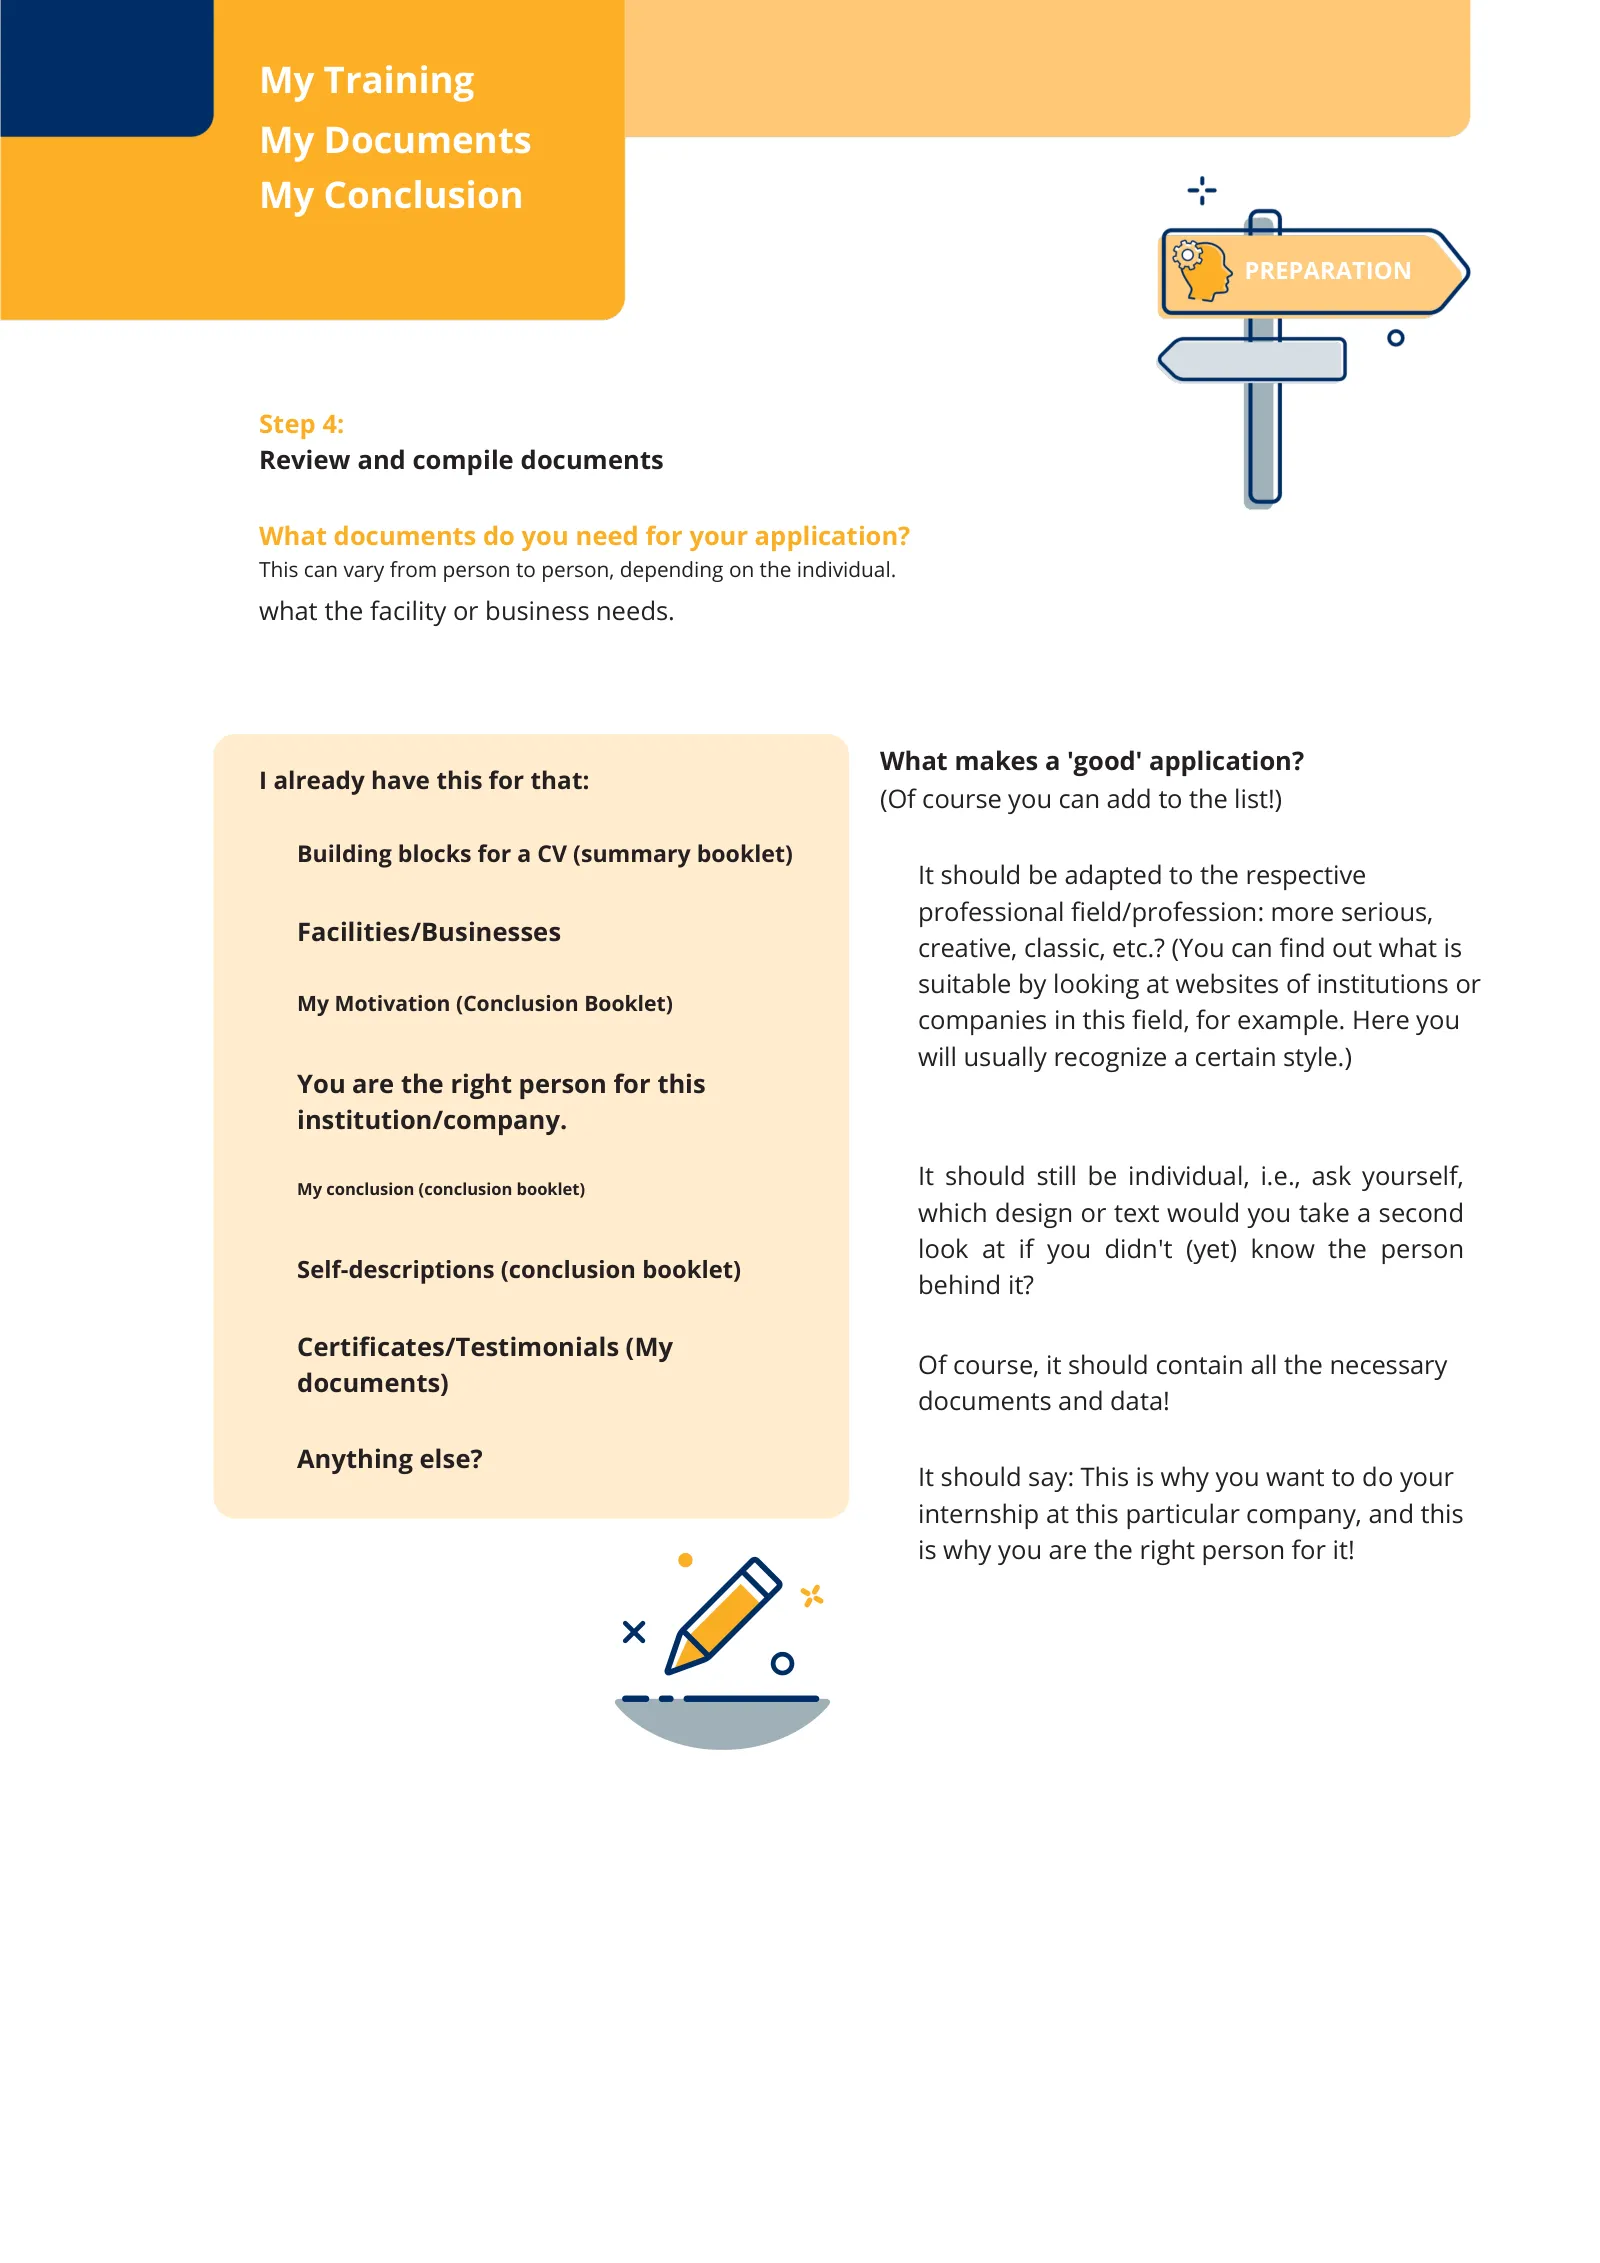 My Training
My Documents
My Conclusion
PREPARATION
Step 4:
Review and compile documents
What documents do you need for your application?
This can vary from person to person, depending on the individual.
what the facility or business needs.
I already have this for that:
Building blocks for a CV (summary booklet)
Facilities/Businesses
My Motivation (Conclusion Booklet)
You are the right person for this
institution/company.
My conclusion (conclusion booklet)
Self-descriptions (conclusion booklet)
Certificates/Testimonials (My
documents)
Anything else?
What makes a 'good' application?
(Of course you can add to the list!)
It should be adapted to the respective
professional field/profession: more serious,
creative, classic, etc.? (You can find out what is
suitable by looking at websites of institutions or
companies in this field, for example. Here you
will usually recognize a certain style.)
It should still be individual, i.e., ask yourself,
which design or text would you take a second
look at if you didn't (yet) know the person
behind it?
Of course, it should contain all the necessary
documents and data!
It should say: This is why you want to do your
internship at this particular company, and this
is why you are the right person for it!